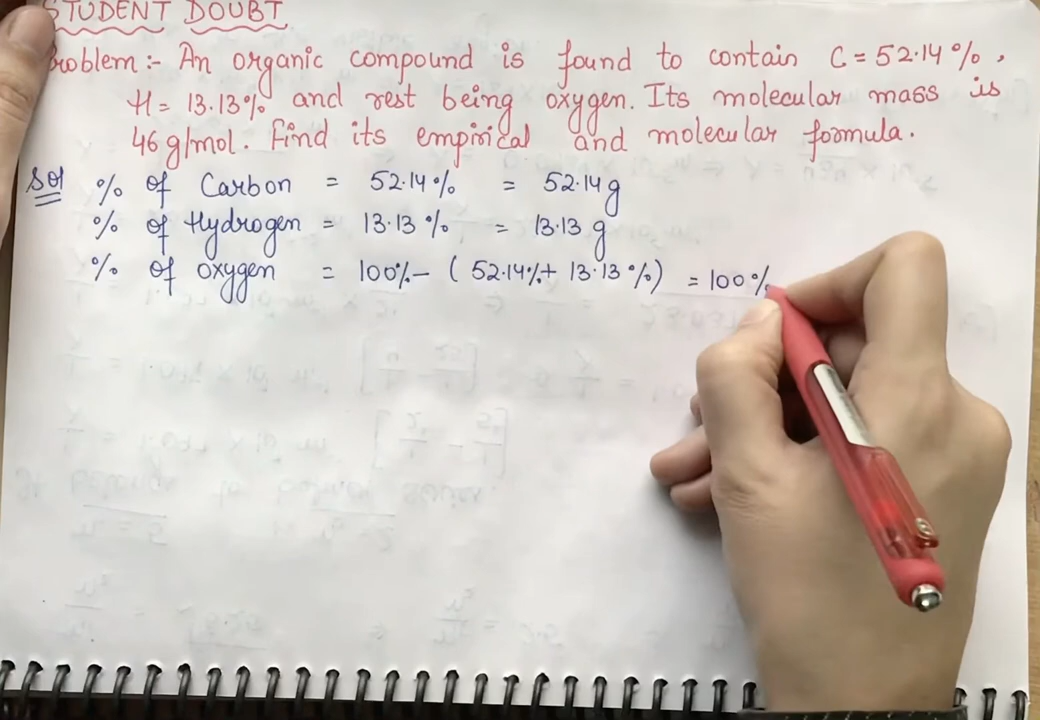 STUDENT DOUBT
Problem :- An organic compound is found to contain C = 52.14 %,
H = 13.13% and rest being oxygen. Its molecular mass is
46 g/mol. Find its empirical and molecular formula.
Sol % of Carbon = 52.14 % = 52.14 g
% of Hydrogen = 13.13 % = 13.13 g
% of oxygen = 100% - ( 52.14% + 13.13 %) = 100 %